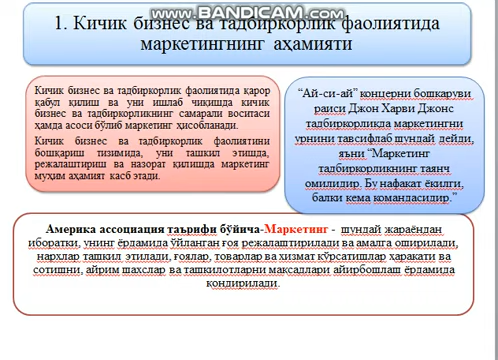 www.BANDICAM.com
1. Кичик бизнес ва тадбиркорлик фаолиятида
маркетингнинг аҳамияти
Кичик бизнес ва тадбиркорлик фаолиятида қарор
қабул қилиш ва уни ишлаб чиқишда кичик
бизнес ва тадбиркорликнинг самарали воситаси
ҳамда асоси бўлиб маркетинг ҳисобланади.
Кичик бизнес ва тадбиркорлик фаолиятини
бошқариш тизимида, уни ташкил этишда,
режалаштириш ва назорат қилишда маркетинг
муҳим аҳамият касб этади.
“Ай-си-ай” концерни бошкаруви
раиси Джон Харви Джонс
тадбиркорликда маркетингни
урнини тавсифлаб шундай дейди,
яъни “Маркетинг
тадбиркорликнинг таянч
омилидир. Бу нафакат ёкилги,
балки кема командасидир.”
Америка ассоциация таърифи бўйича-Маркетинг - шундай жараёндан
иборатки, унинг ёрдамида ўйланган ғоя режалаштирилади ва амалга оширилади,
нархлар ташкил этилади, ғоялар, товарлар ва хизмат кўрсатишлар ҳаракати ва
сотишни, айрим шахслар ва ташкилотларни мақсадлари айирбошлаш ёрдамида
қондирилади.